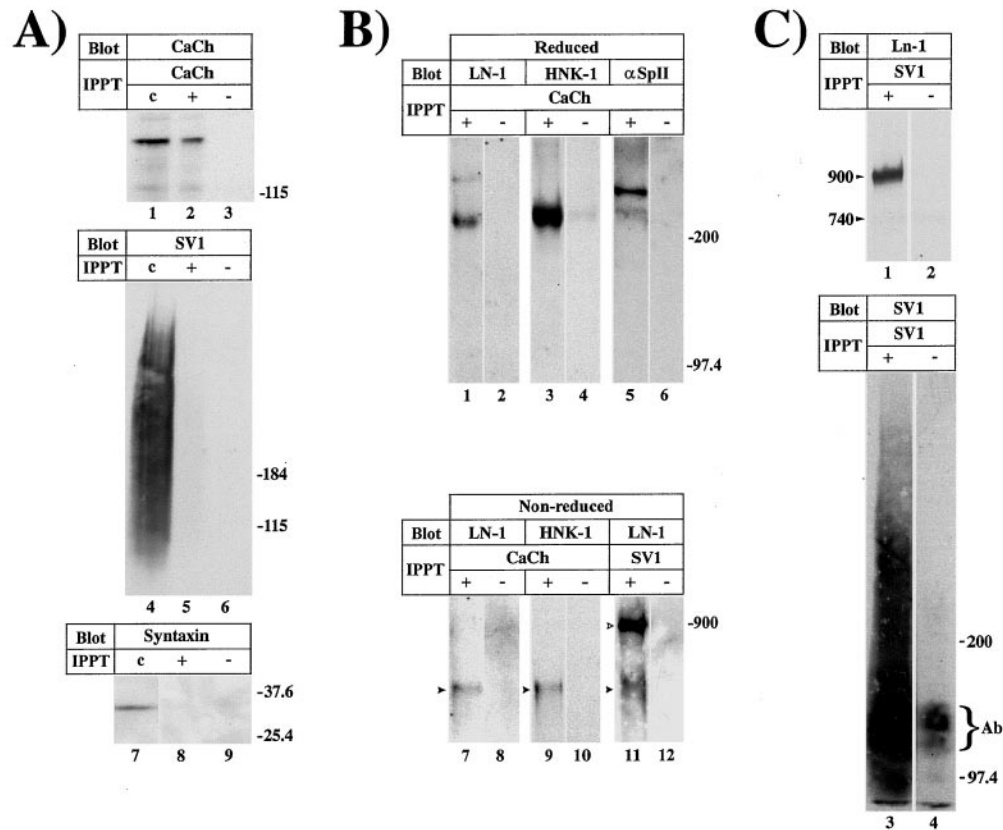 A)
Blot CaCh
IPPT CaCh
c + -
-115
1 2 3
Blot SV1
IPPT c + -
-184
-115
4 5 6
Blot Syntaxin
IPPT c + -
-37.6
-25.4
7 8 9
B)
Reduced
Blot LN-1 HNK-1 αSpII
IPPT CaCh
+ - + - + -
-200
-97.4
1 2 3 4 5 6
Non-reduced
Blot LN-1 HNK-1 LN-1
IPPT CaCh SV1
+ - + - + -
-900
7 8 9 10 11 12
C)
Blot Ln-1
IPPT SV1
+ -
900
740
1 2
Blot SV1
IPPT SV1
+ -
-200
} Ab
-97.4
3 4